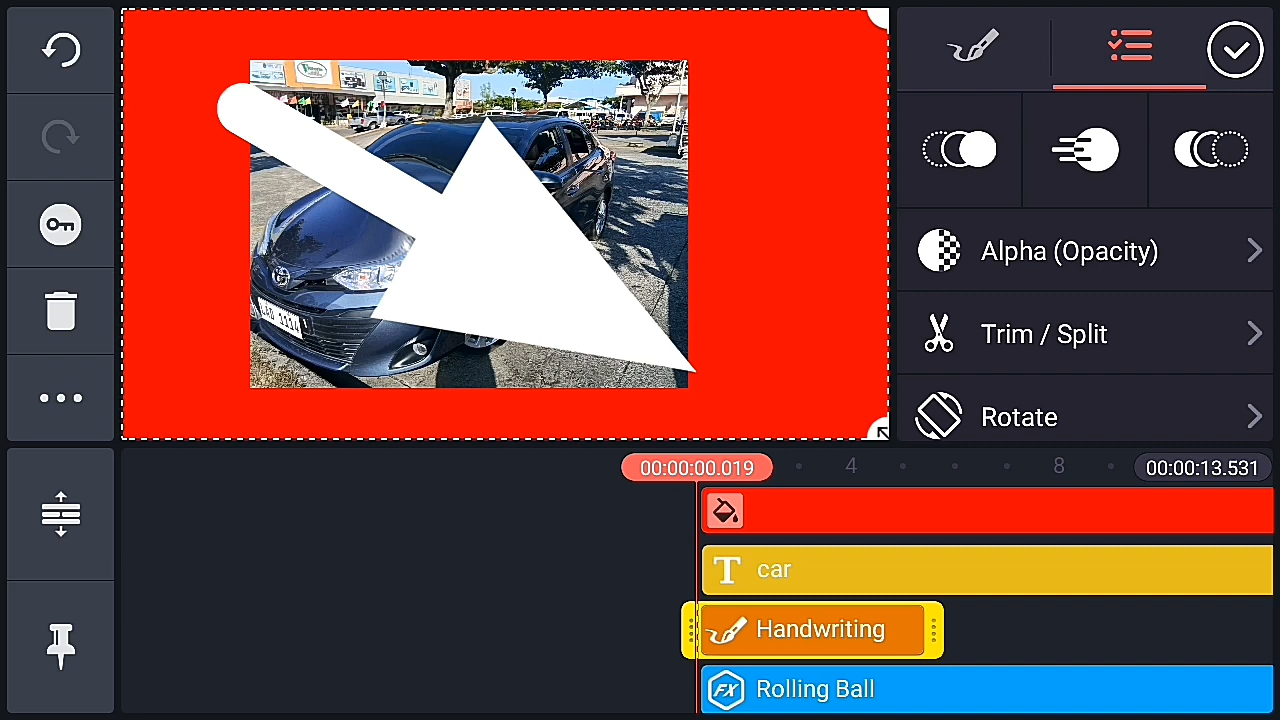 Alpha (Opacity)
Trim / Split
Rotate
00:00:00.019
4
8
00:00:13.531
T car
Handwriting
FX Rolling Ball